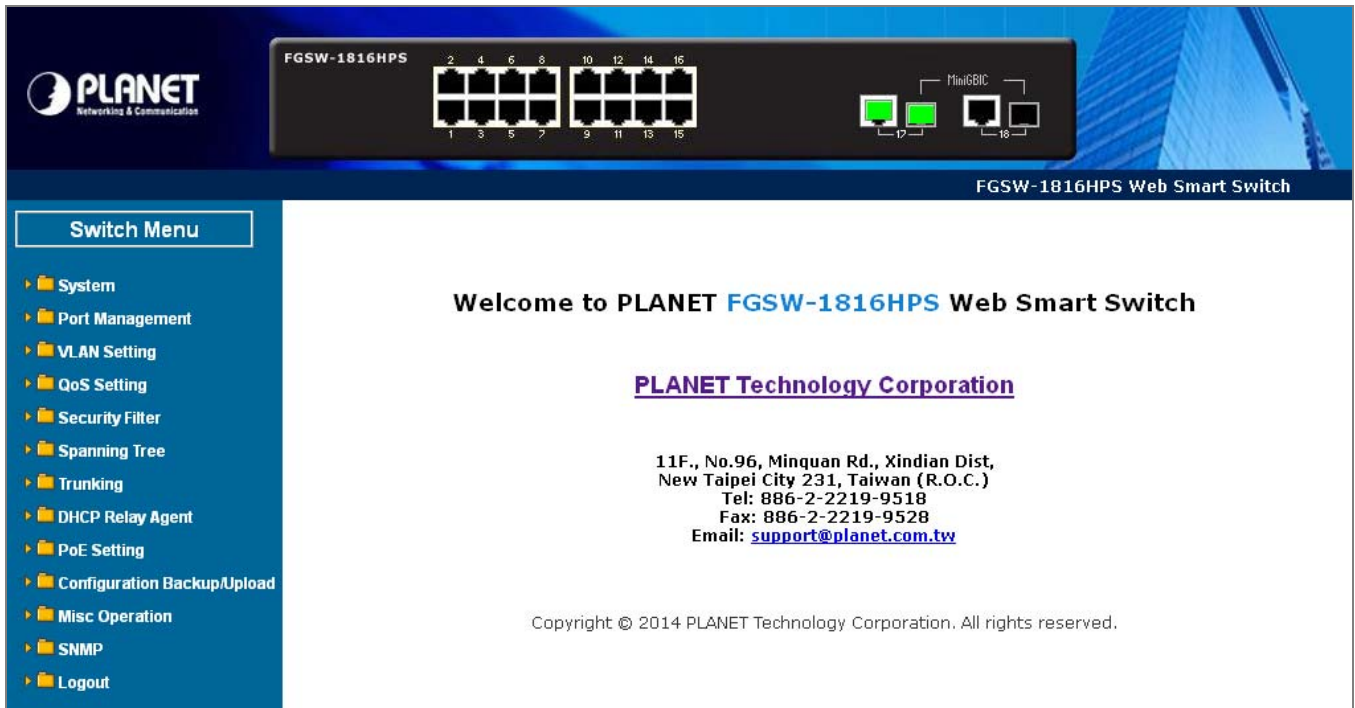 PLANET
Networking & Communication
FGSW-1816HPS
2 4 6 8 10 12 14 16
1 3 5 7 9 11 13 15
MiniGBIC
17 18
FGSW-1816HPS Web Smart Switch
Switch Menu
System
Port Management
VLAN Setting
QoS Setting
Security Filter
Spanning Tree
Trunking
DHCP Relay Agent
PoE Setting
Configuration Backup/Upload
Misc Operation
SNMP
Logout
Welcome to PLANET FGSW-1816HPS Web Smart Switch
PLANET Technology Corporation
11F., No.96, Minquan Rd., Xindian Dist,
New Taipei City 231, Taiwan (R.O.C.)
Tel: 886-2-2219-9518
Fax: 886-2-2219-9528
Email: support@planet.com.tw
Copyright © 2014 PLANET Technology Corporation. All rights reserved.